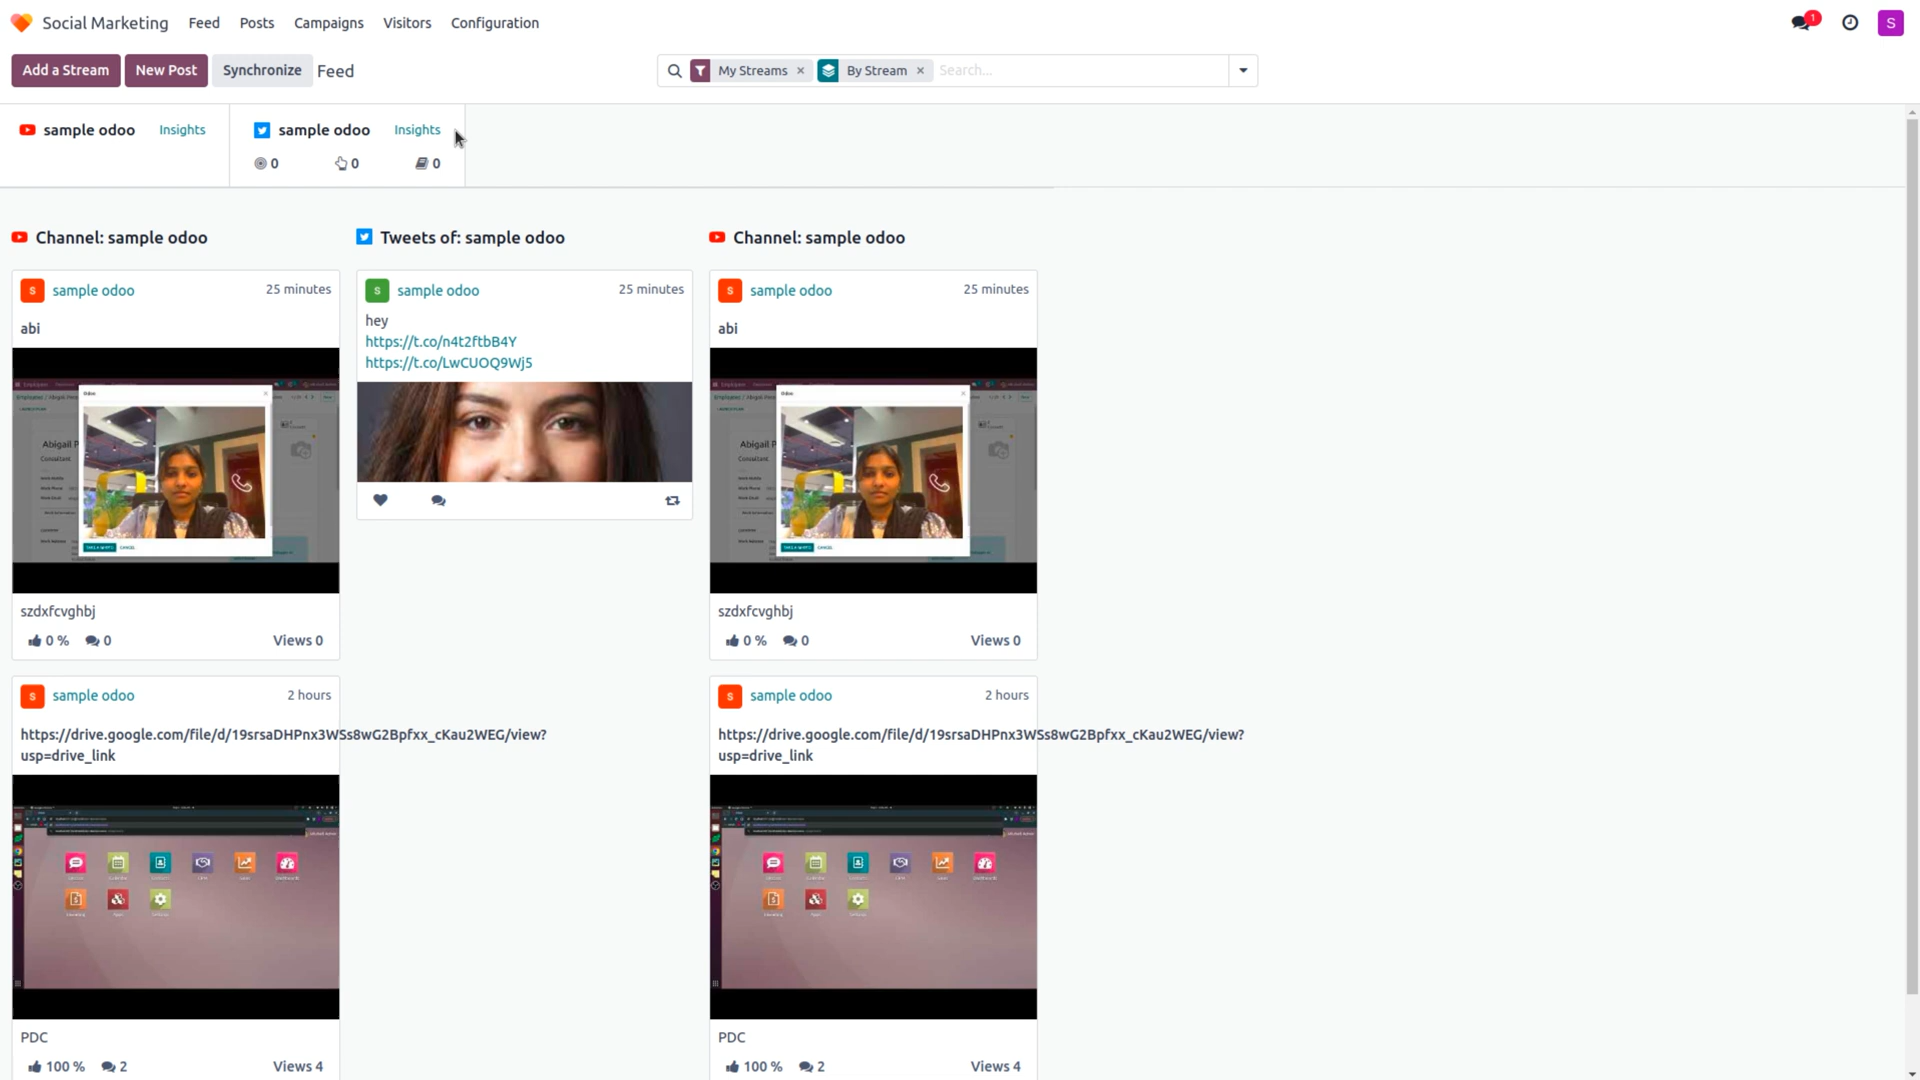 Social Marketing Feed Posts Campaigns Visitors Configuration 1 S
Add a Stream New Post Synchronize Feed My Streams × By Stream × Search...
sample odoo Insights
sample odoo Insights
0 0 0
Channel: sample odoo
S sample odoo 25 minutes
abi
Abigail P
Consultant
szdxfcvghbj
0 % 0 Views 0
S sample odoo 2 hours
https://drive.google.com/file/d/19srsaDHPnx3WSs8wG2Bpfxx_cKau2WEG/view?
usp=drive_link
PDC
100 % 2 Views 4
Tweets of: sample odoo
S sample odoo 25 minutes
hey
https://t.co/n4t2ftbB4Y
https://t.co/LwCUOQ9Wj5
Channel: sample odoo
S sample odoo 25 minutes
abi
Abigail P
Consultant
szdxfcvghbj
0 % 0 Views 0
S sample odoo 2 hours
https://drive.google.com/file/d/19srsaDHPnx3WSs8wG2Bpfxx_cKau2WEG/view?
usp=drive_link
PDC
100 % 2 Views 4